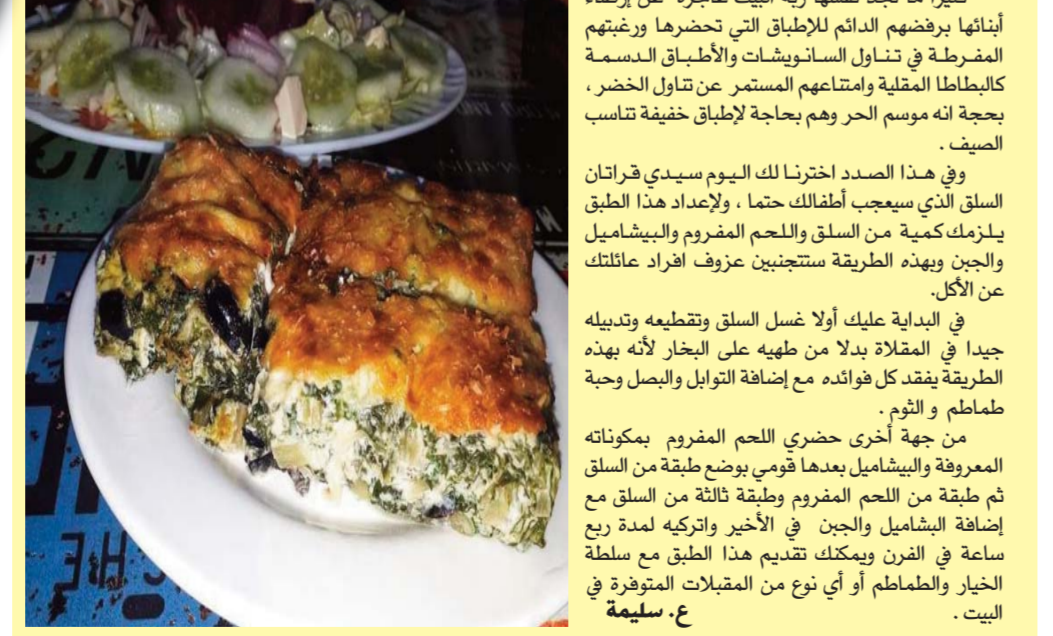 أبنائها برفضهم الدائم للإطباق التي تحضرها ورغبتهم
المفرطة في تناول السانويشات والأطباق الدسمة
كالبطاطا المقلية وامتناعهم المستمر عن تناول الخضر ،
بحجة انه موسم الحر وهم بحاجة لإطباق خفيفة تناسب
الصيف .
وفي هذا الصدد اخترنا لك اليوم سيدي قراتان
السلق الذي سيعجب أطفالك حتما ، ولإعداد هذا الطبق
يلزمك كمية من السلق واللحم المفروم والبيشاميل
والجبن وبهذه الطريقة ستتجنبين عزوف افراد عائلتك
عن الأكل.
في البداية عليك أولا غسل السلق وتقطيعه وتدبيله
جيدا في المقلاة بدلا من طهيه على البخار لأنه بهذه
الطريقة يفقد كل فوائده مع إضافة التوابل والبصل وحبة
طماطم و الثوم .
من جهة أخرى حضري اللحم المفروم بمكوناته
المعروفة والبيشاميل بعدها قومي بوضع طبقة من السلق
ثم طبقة من اللحم المفروم وطبقة ثالثة من السلق مع
إضافة البشاميل والجبن في الأخير واتركيه لمدة ربع
ساعة في الفرن ويمكنك تقديم هذا الطبق مع سلطة
الخيار والطماطم أو أي نوع من المقبلات المتوفرة في
البيت .
ع. سليمة